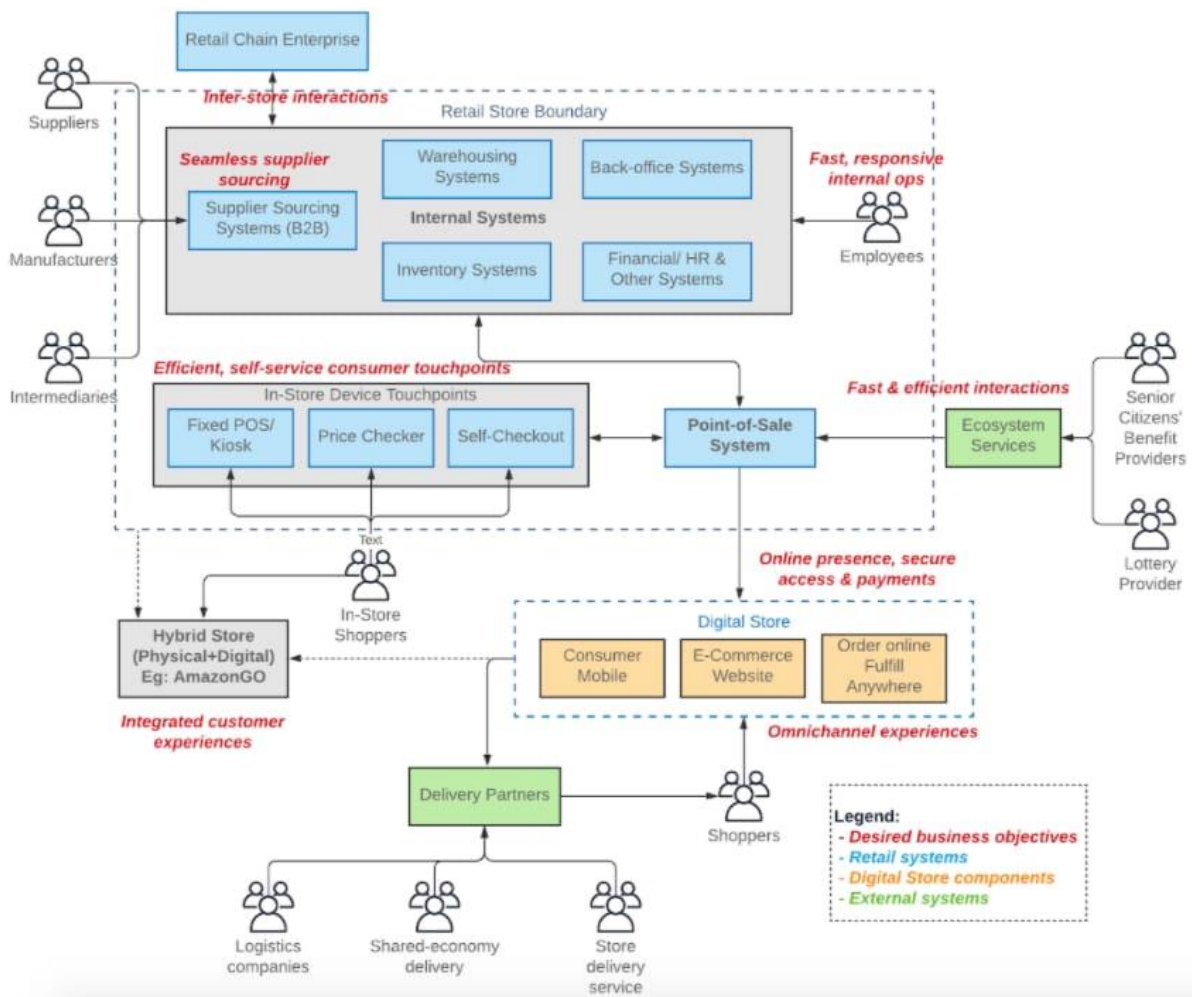 Retail Chain Enterprise
Suppliers
Inter-store interactions
Retail Store Boundary
Seamless supplier
sourcing
Warehousing
Systems
Back-office Systems
Fast, responsive
internal ops
Supplier Sourcing
Systems (B2B)
Internal Systems
Manufacturers
Employees
Inventory Systems
Financial/ HR &
Other Systems
Intermediaries
Efficient, self-service consumer touchpoints
In-Store Device Touchpoints
Fixed POS/
Kiosk
Price Checker
Self-Checkout
Point-of-Sale
System
Fast & efficient interactions
Ecosystem
Services
Senior
Citizens'
Benefit
Providers
Text
In-Store
Shoppers
Lottery
Provider
Online presence, secure
access & payments
Hybrid Store
(Physical+Digital)
Eg: AmazonGO
Integrated customer
experiences
Digital Store
Consumer
Mobile
E-Commerce
Website
Order online
Fulfill
Anywhere
Omnichannel experiences
Delivery Partners
Shoppers
Logistics
companies
Shared-economy
delivery
Store
delivery
service
Legend:
- Desired business objectives
- Retail systems
- Digital Store components
- External systems